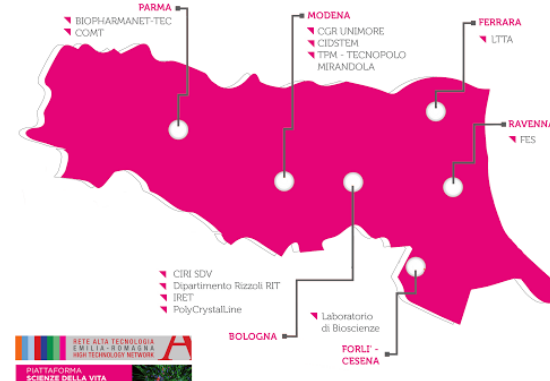 PARMA
BIOPHARMANET-TEC
COMT
MODENA
CGR UNIMORE
CIDSTEM
TPM - TECNOPOLO
MIRANDOLA
FERRARA
LTTA
RAVENNA
FES
CIRI SDV
Dipartimento Rizzoli RIT
IRET
PolyCrystalLine
BOLOGNA
Laboratorio
di Bioscienze
FORLI' -
CESENA
RETE ALTA TECNOLOGIA
EMILIA-ROMAGNA
HIGH TECHNOLOGY NETWORK
PIATTAFORMA
SCIENZE DELLA VITA